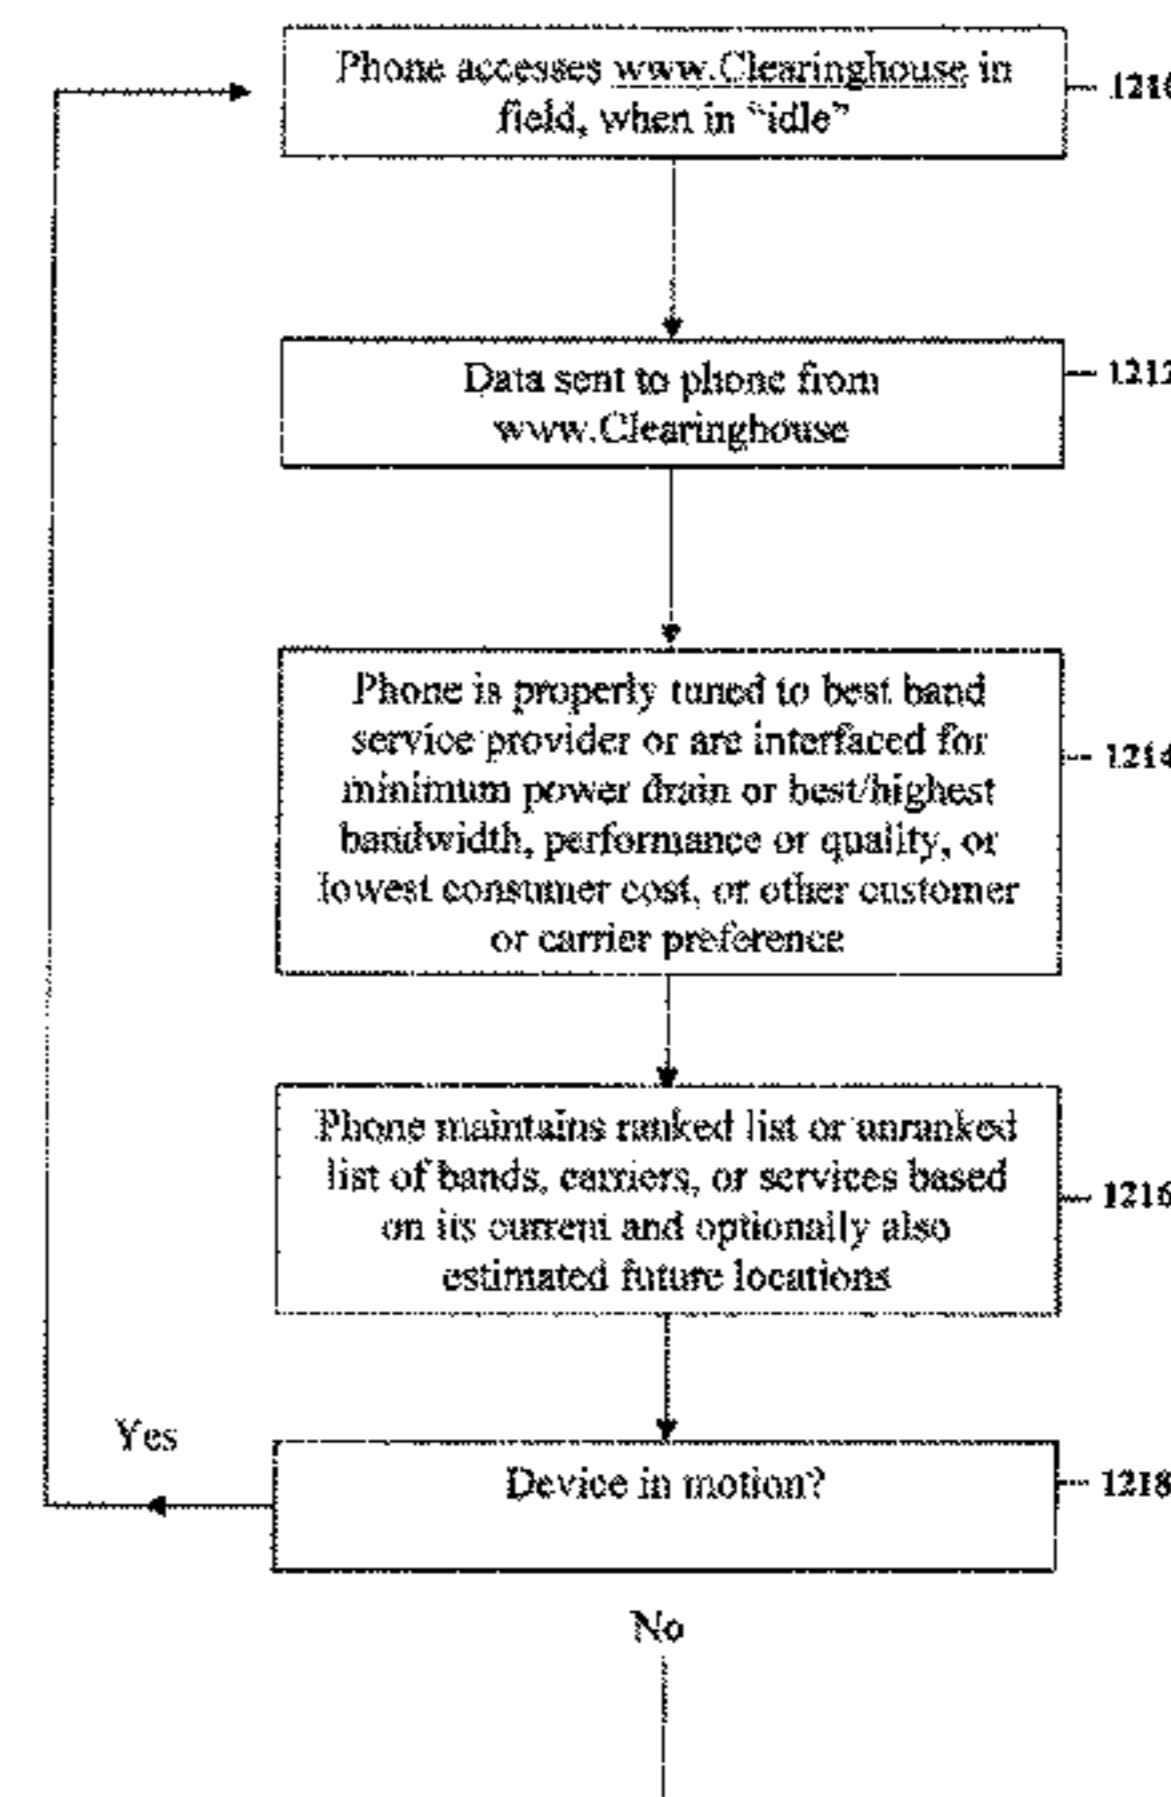 Phone accesses www.Clearinghouse in
field, when in “idle”
1210
Data sent to phone from
www.Clearinghouse
1212
Phone is properly tuned to best band
service provider or are interfaced for
minimum power drain or best/highest
bandwidth, performance or quality, or
lowest consumer cost, or other customer
or carrier preference
1214
Phone maintains ranked list or unranked
list of bands, carriers, or services based
on its current and optionally also
estimated future locations
1216
Yes
Device in motion?
1218
No